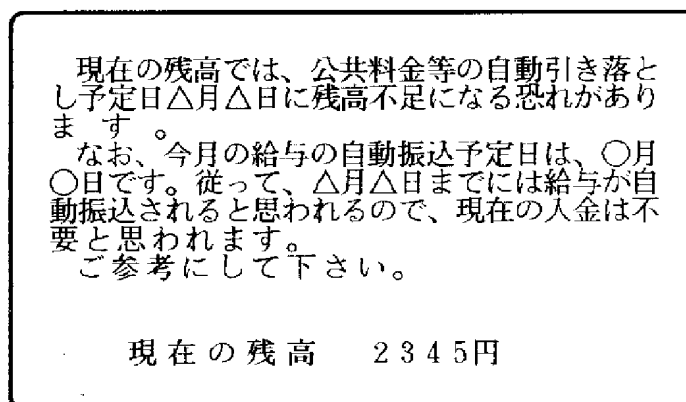 現在の残高では、公共料金等の自動引き落と
し予定日△月△日に残高不足になる恐れがあり
ます。
なお、今月の給与の自動振込予定日は、〇月
〇日です。従って、△月△日までには給与が自
動振込されると思われるので、現在の入金は不
要と思われます。
ご参考にして下さい。
現在の残高 2345円